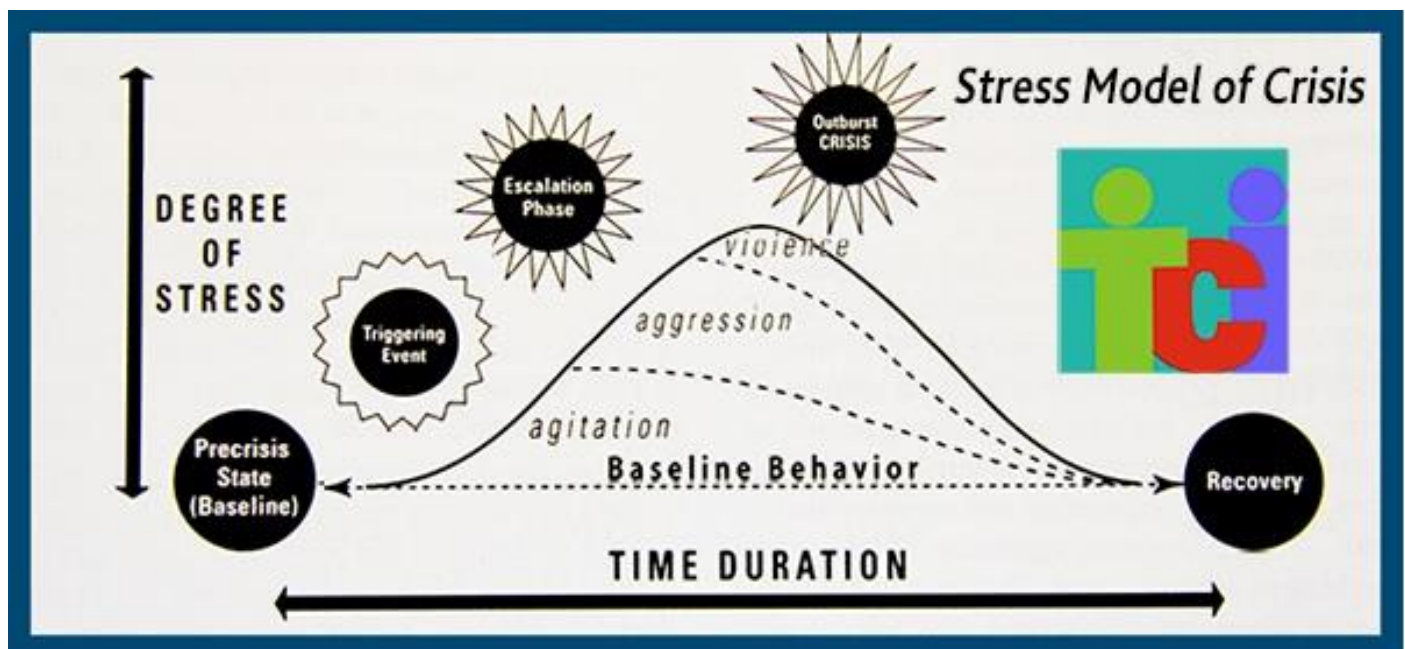 Stress Model of Crisis
Outburst
CRISIS
Escalation
Phase
DEGREE
OF
STRESS
Triggering
Event
violence
aggression
TCI
agitation
Precrisis
State
(Baseline)
Baseline Behavior
Recovery
TIME DURATION